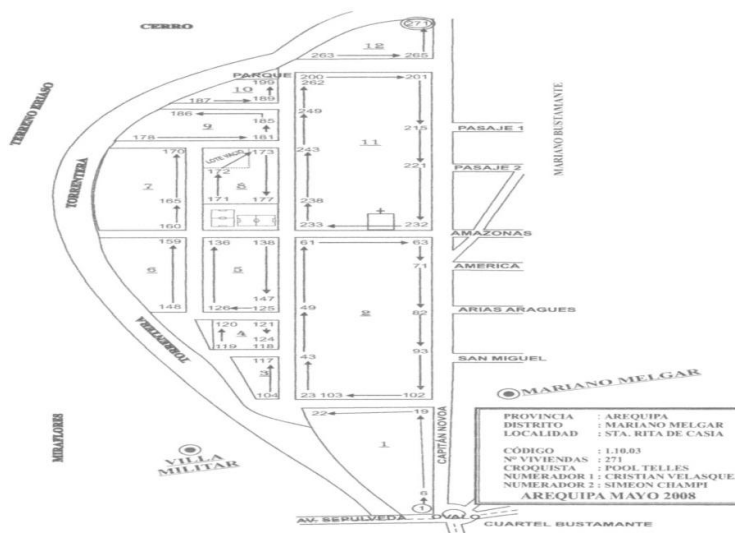 CERRO
271
12
263 265
PARQUE
200 201
262
199
10
187 189
TERRENO ERIASO
249
186
9
185
178 181
11
215
PASAJE 1
MARIANO BUSTAMANTE
170
LOTE VACIO
173
243
221
PASAJE 2
TORRENTERA
7
172
8
165
171 177
238
160
233 232
AMAZONAS
159
136 138
61 63
6
5
71
AMERICA
147
148
126 125
49
2
82
ARIAS ARAGUES
TORRENTERA
120 121
4
124
119 118
93
43
SAN MIGUEL
117
3
104
23 103 102
MARIANO MELGAR
22 19
CAPITÁN NOVOA
MIRAFLORES
1
VILLA
MILITAR
8
1
AV. SEPULVEDA OVALO
CUARTEL BUSTAMANTE
PROVINCIA : AREQUIPA
DISTRITO : MARIANO MELGAR
LOCALIDAD : STA. RITA DE CASIA
CÓDIGO : 1.10.03
Nº VIVIENDAS : 271
CROQUISTA : POOL TELLES
NUMERADOR 1 : CRISTIAN VELASQUE
NUMERADOR 2 : SIMEON CHAMPI
AREQUIPA MAYO 2008